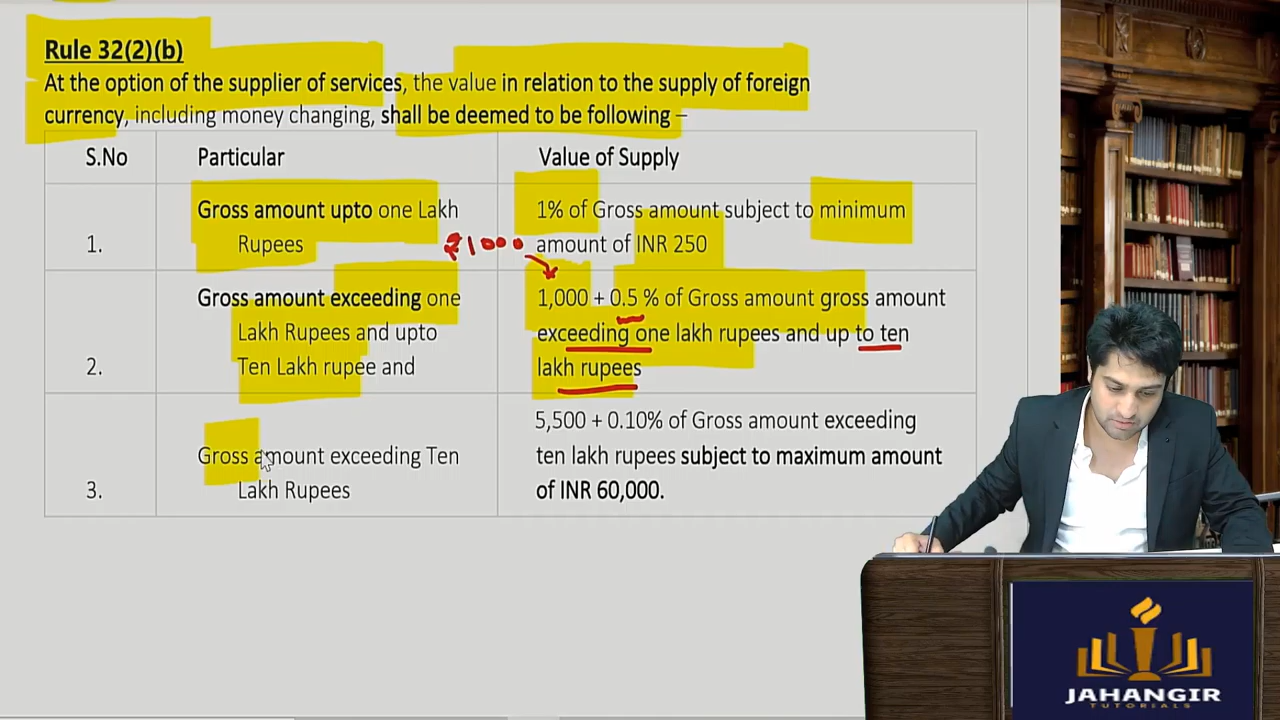 Rule 32(2)(b)
At the option of the supplier of services, the value in relation to the supply of foreign
currency, including money changing, shall be deemed to be following –
S.No Particular Value of Supply
1. Gross amount upto one Lakh Rupees 1% of Gross amount subject to minimum amount of INR 250
₹1000
2. Gross amount exceeding one Lakh Rupees and upto Ten Lakh rupee and 1,000 + 0.5 % of Gross amount gross amount exceeding one lakh rupees and up to ten lakh rupees
3. Gross amount exceeding Ten Lakh Rupees 5,500 + 0.10% of Gross amount exceeding ten lakh rupees subject to maximum amount of INR 60,000.
JAHANGIR
TUTORIALS